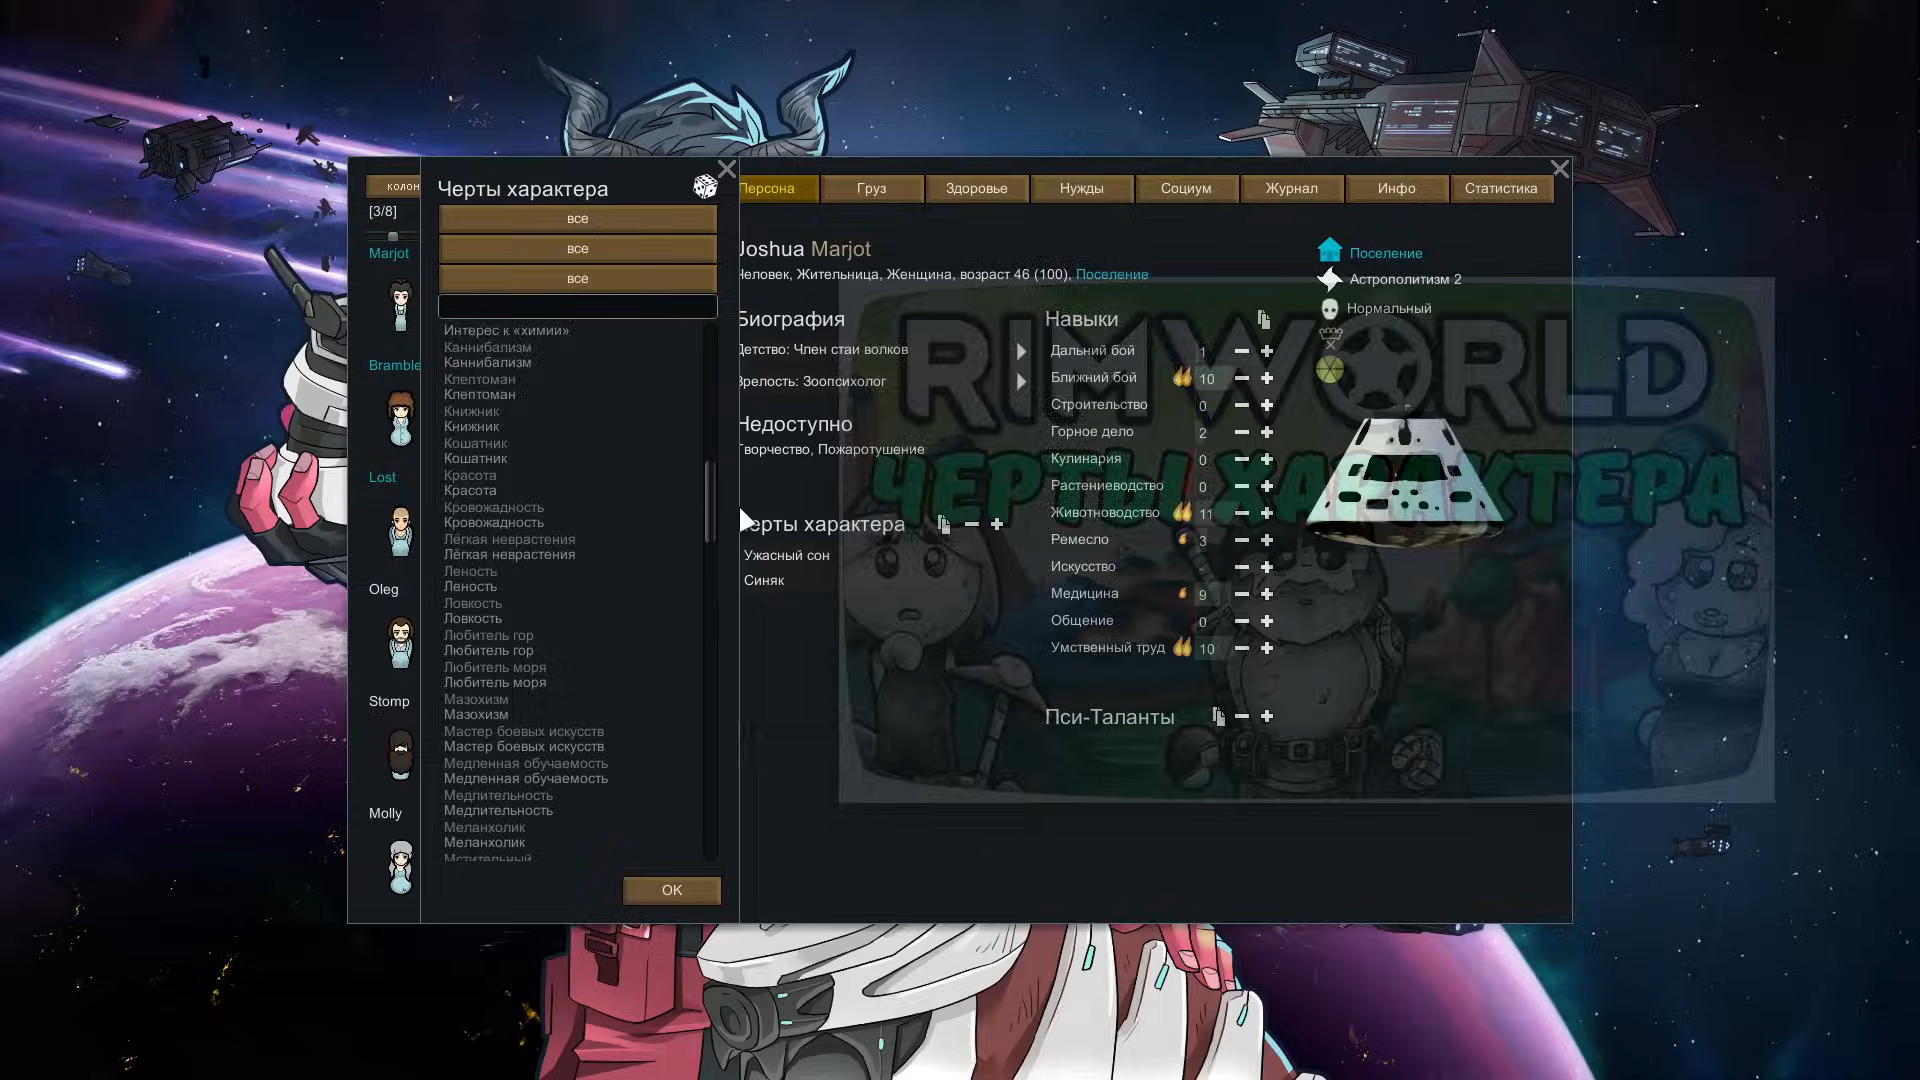 колон
[3/8]
Marjot
Bramble
Lost
Oleg
Stomp
Molly
Черты характера
все
все
все
Интерес к «химии»
Каннибализм
Каннибализм
Клептоман
Клептоман
Книжник
Книжник
Кошатник
Кошатник
Красота
Красота
Кровожадность
Кровожадность
Лёгкая неврастения
Лёгкая неврастения
Леность
Леность
Ловкость
Ловкость
Любитель гор
Любитель гор
Любитель моря
Любитель моря
Мазохизм
Мазохизм
Мастер боевых искусств
Мастер боевых искусств
Медленная обучаемость
Медленная обучаемость
Медлительность
Медлительность
Меланхолик
Меланхолик
Мстительный
OK
Персона
Груз
Здоровье
Нужды
Социум
Журнал
Инфо
Статистика
Joshua Marjot
Человек, Жительница, Женщина, возраст 46 (100), Поселение
Биография
Детство: Член стаи волков
Зрелость: Зоопсихолог
Недоступно
Творчество, Пожаротушение
Черты характера
Ужасный сон
Синяк
Навыки
Дальний бой 1
Ближний бой 10
Строительство 0
Горное дело 2
Кулинария 0
Растениеводство 0
Животноводство 11
Ремесло 3
Искусство -
Медицина 9
Общение 0
Умственный труд 10
Пси-Таланты
Поселение
Астрополитизм 2
Нормальный
RIMWORLD
ЧЕРТЫ ХАРАКТЕРА